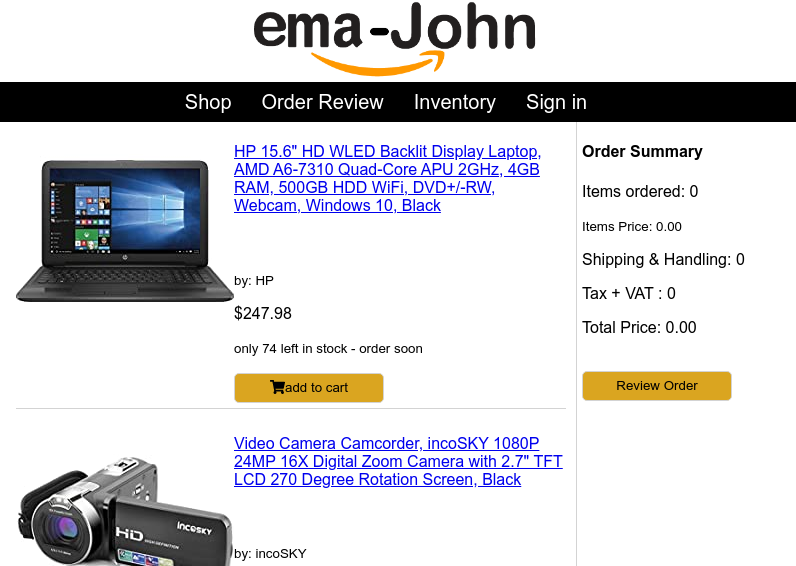 ema-John
Shop Order Review Inventory Sign in
HP 15.6" HD WLED Backlit Display Laptop,
AMD A6-7310 Quad-Core APU 2GHz, 4GB
RAM, 500GB HDD WiFi, DVD+/-RW,
Webcam, Windows 10, Black
by: HP
$247.98
only 74 left in stock - order soon
add to cart
Video Camera Camcorder, incoSKY 1080P
24MP 16X Digital Zoom Camera with 2.7" TFT
LCD 270 Degree Rotation Screen, Black
incosky
HD
HIGH DEFINITION
by: incoSKY
Order Summary
Items ordered: 0
Items Price: 0.00
Shipping & Handling: 0
Tax + VAT : 0
Total Price: 0.00
Review Order